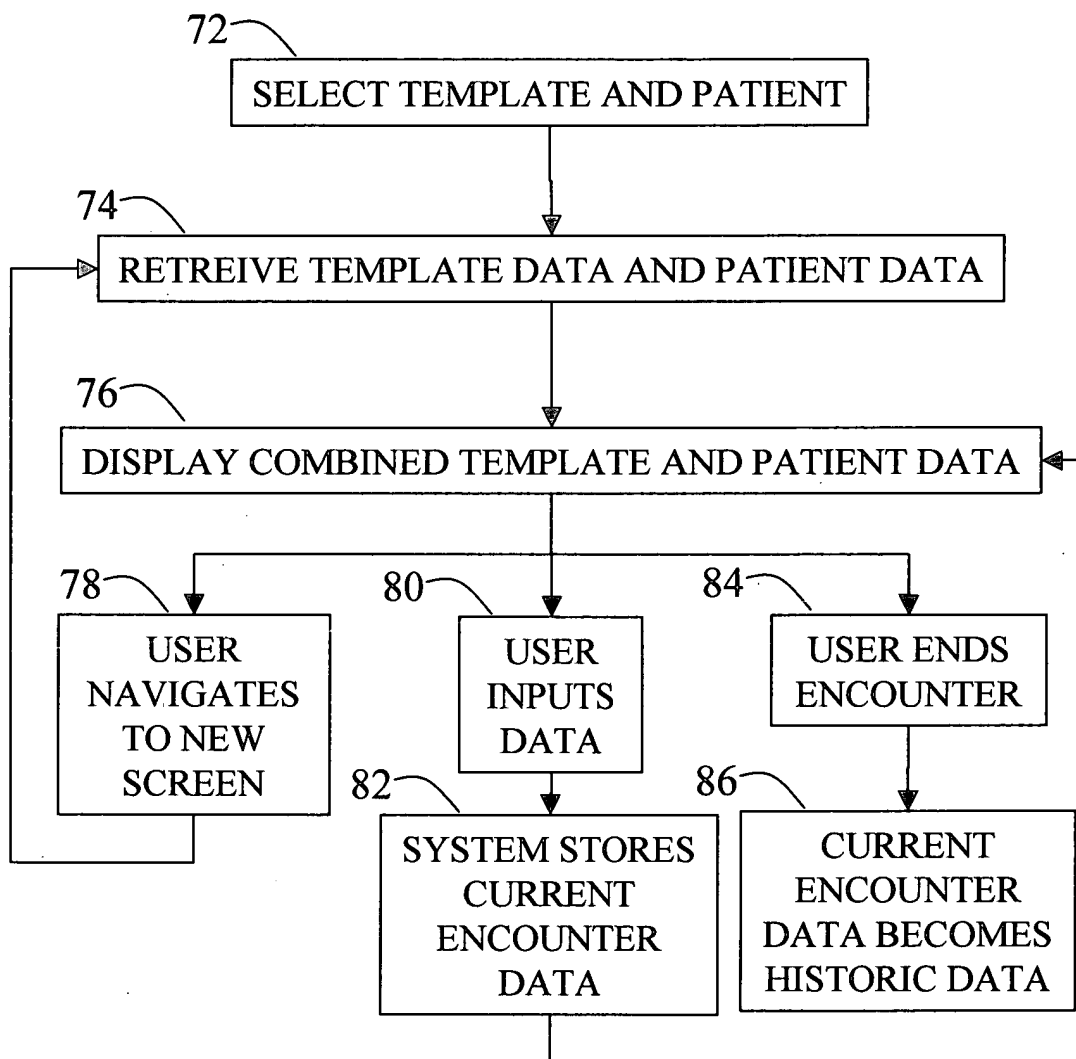 72
SELECT TEMPLATE AND PATIENT
74
RETREIVE TEMPLATE DATA AND PATIENT DATA
76
DISPLAY COMBINED TEMPLATE AND PATIENT DATA
78
USER
NAVIGATES
TO NEW
SCREEN
80
USER
INPUTS
DATA
82
SYSTEM STORES
CURRENT
ENCOUNTER
DATA
84
USER ENDS
ENCOUNTER
86
CURRENT
ENCOUNTER
DATA BECOMES
HISTORIC DATA